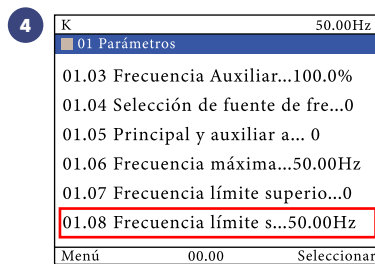 4
K 50.00Hz
01 Parámetros
01.03 Frecuencia Auxiliar...100.0%
01.04 Selección de fuente de fre...0
01.05 Principal y auxiliar a... 0
01.06 Frecuencia máxima...50.00Hz
01.07 Frecuencia límite superio...0
01.08 Frecuencia límite s...50.00Hz
Menú 00.00 Seleccionar